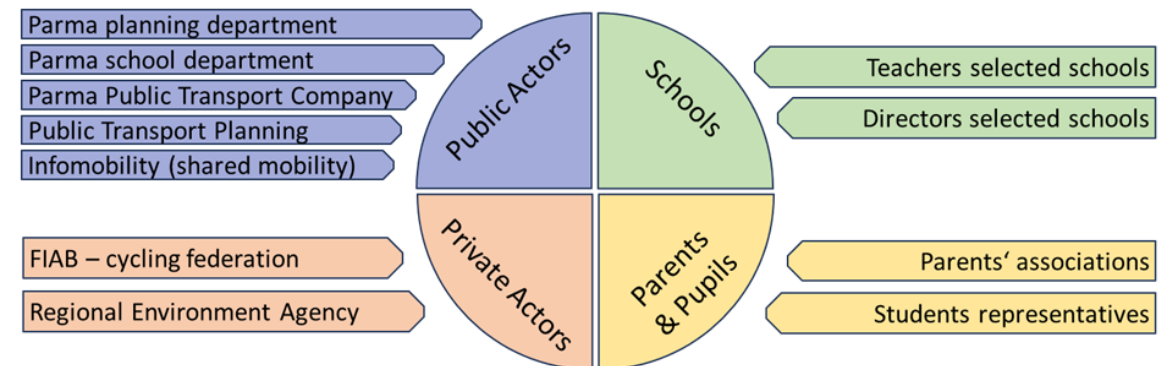 Parma planning department
Parma school department
Parma Public Transport Company
Public Transport Planning
Infomobility (shared mobility)
Public Actors
Schools
Teachers selected schools
Directors selected schools
FIAB – cycling federation
Regional Environment Agency
Private Actors
Parents
& Pupils
Parents‘ associations
Students representatives